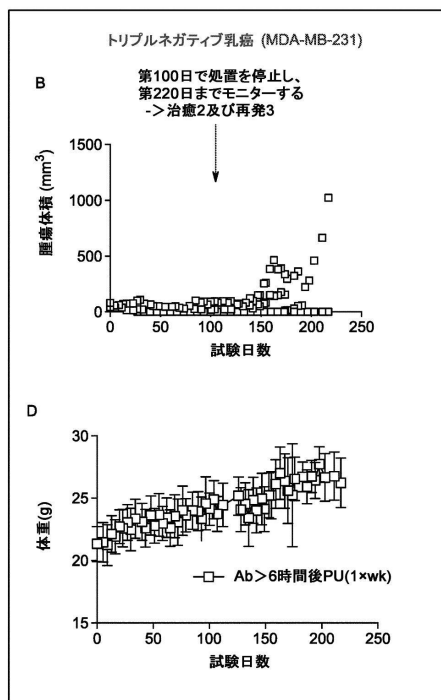 トリプルネガティブ乳癌 (MDA-MB-231)
B
第100日で処置を停止し、
第220日までモニターする
->治癒2及び再発3
腫瘍体積 (mm³)
1500
1000
500
0
0 50 100 150 200 250
試験日数
D
体重(g)
30
25
20
15
Ab>6時間後PU(1×wk)
0 50 100 150 200 250
試験日数